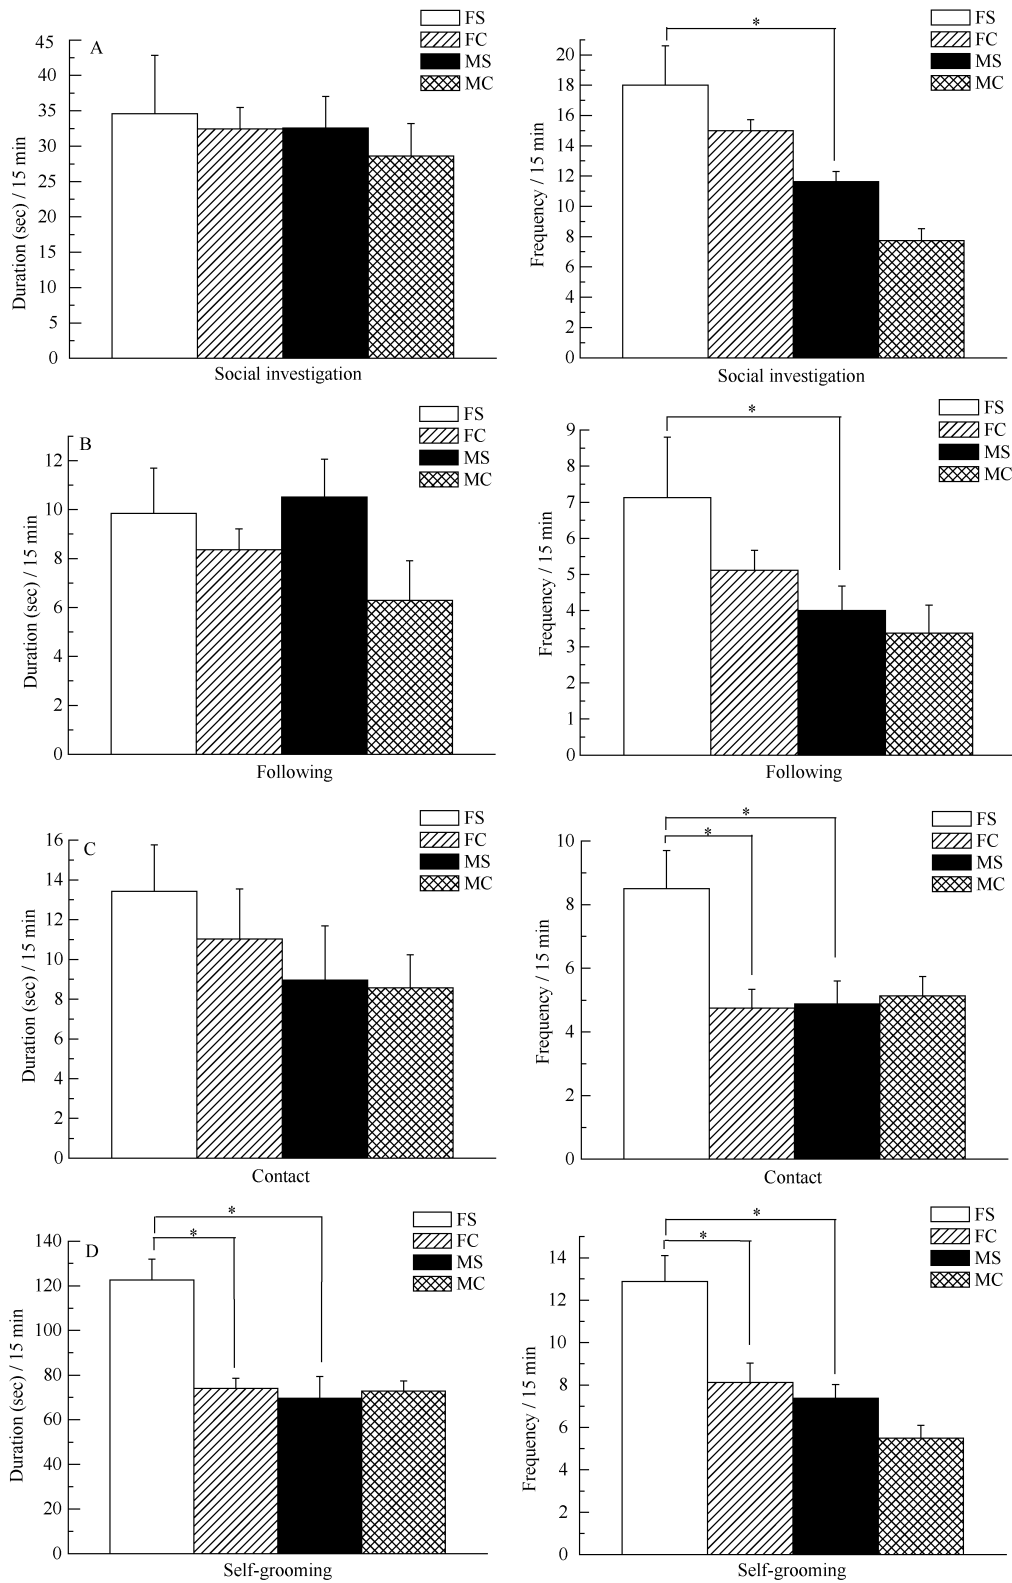 A
FS
FC
MS
MC
45
40
35
30
25
20
15
10
5
0
Duration (sec) / 15 min
Social investigation
*
FS
FC
MS
MC
20
18
16
14
12
10
8
6
4
2
0
Frequency / 15 min
Social investigation
B
FS
FC
MS
MC
12
10
8
6
4
2
0
Duration (sec) / 15 min
Following
*
FS
FC
MS
MC
9
8
7
6
5
4
3
2
1
0
Frequency / 15 min
Following
C
FS
FC
MS
MC
16
14
12
10
8
6
4
2
0
Duration (sec) / 15 min
Contact
*
*
FS
FC
MS
MC
10
8
6
4
2
0
Frequency / 15 min
Contact
D
*
*
FS
FC
MS
MC
140
120
100
80
60
40
20
0
Duration (sec) / 15 min
Self-grooming
*
*
FS
FC
MS
MC
14
12
10
8
6
4
2
0
Frequency / 15 min
Self-grooming